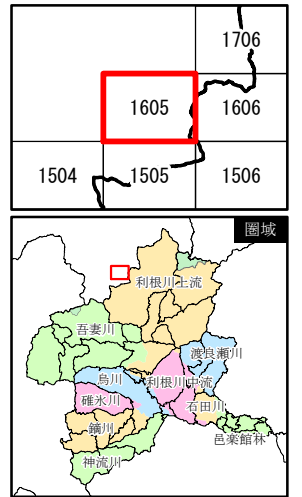 1706
1605 1606
1504 1505 1506
圏域
利根川上流
吾妻川
渡良瀬川
烏川 利根川中流
碓氷川
石田川
鏑川
邑楽館林
神流川